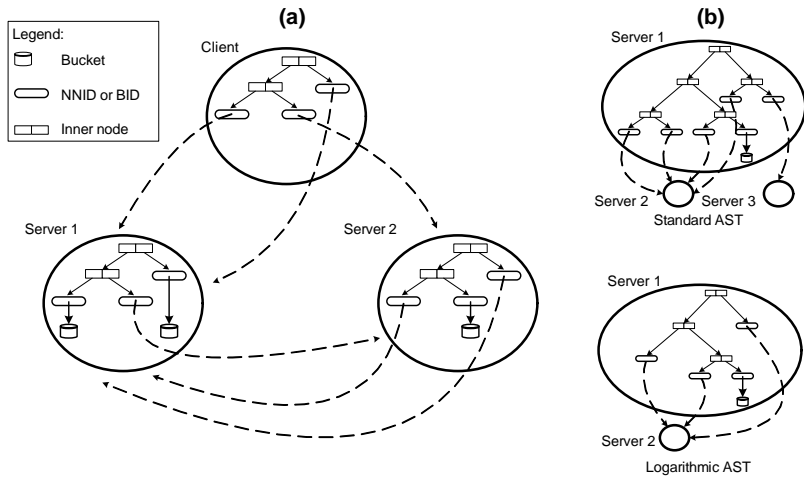 (a)
(b)
Legend:
Bucket
NNID or BID
Inner node
Client
Server 1
Server 2
Server 1
Server 2
Server 3
Standard AST
Server 1
Server 2
Logarithmic AST